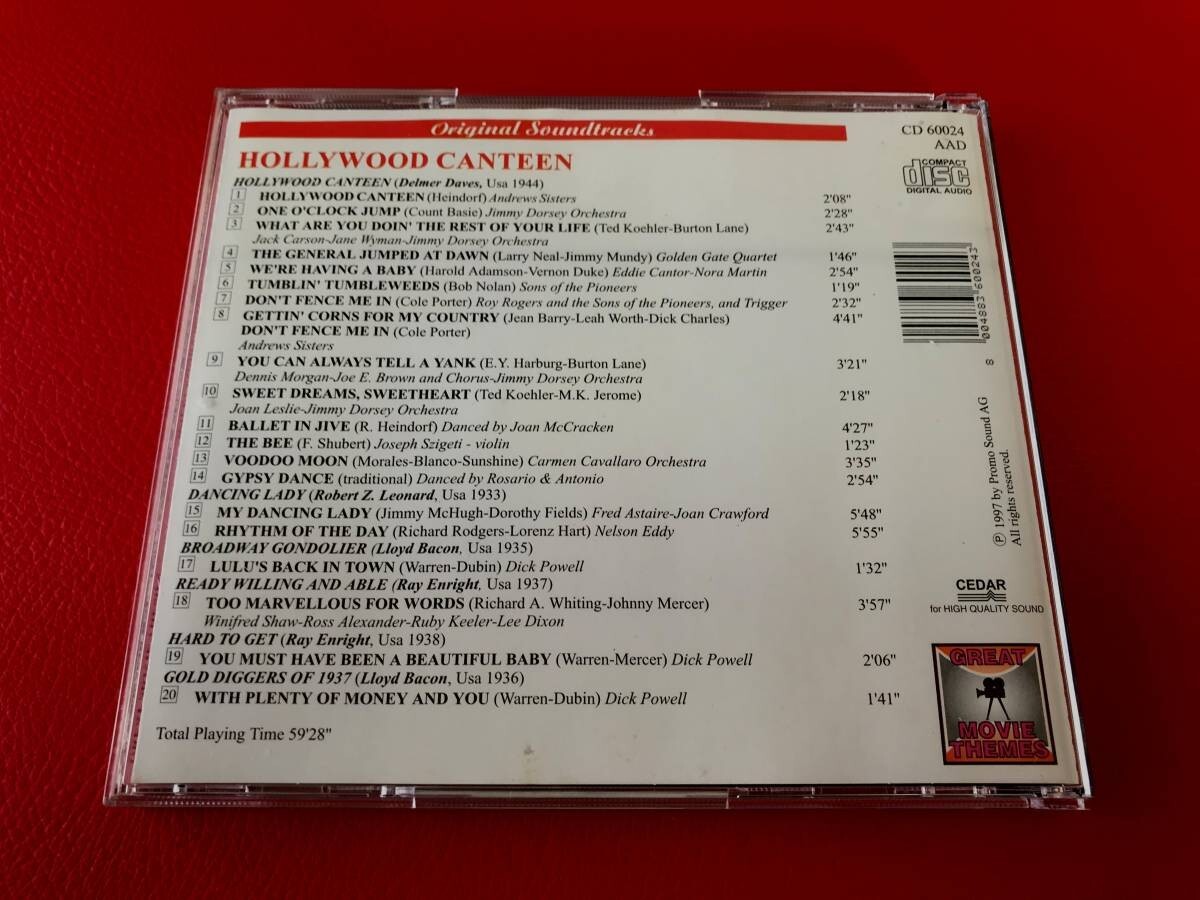 Original Soundtracks
CD 60024
AAD
COMPACT
disc
DIGITAL AUDIO
HOLLYWOOD CANTEEN
HOLLYWOOD CANTEEN (Delmer Daves, Usa 1944)
1 HOLLYWOOD CANTEEN (Heindorf) Andrews Sisters 2'08"
2 ONE O'CLOCK JUMP (Count Basie) Jimmy Dorsey Orchestra 2'28"
3 WHAT ARE YOU DOIN' THE REST OF YOUR LIFE (Ted Koehler-Burton Lane) 2'43"
Jack Carson-Jane Wyman-Jimmy Dorsey Orchestra
4 THE GENERAL JUMPED AT DAWN (Larry Neal-Jimmy Mundy) Golden Gate Quartet 1'46"
5 WE'RE HAVING A BABY (Harold Adamson-Vernon Duke) Eddie Cantor-Nora Martin 2'54"
6 TUMBLIN' TUMBLEWEEDS (Bob Nolan) Sons of the Pioneers 1'19"
7 DON'T FENCE ME IN (Cole Porter) Roy Rogers and the Sons of the Pioneers, and Trigger 2'32"
8 GETTIN' CORNS FOR MY COUNTRY (Jean Barry-Leah Worth-Dick Charles) 4'41"
DON'T FENCE ME IN (Cole Porter)
Andrews Sisters
9 YOU CAN ALWAYS TELL A YANK (E.Y. Harburg-Burton Lane) 3'21"
Dennis Morgan-Joe E. Brown and Chorus-Jimmy Dorsey Orchestra
10 SWEET DREAMS, SWEETHEART (Ted Koehler-M.K. Jerome) 2'18"
Joan Leslie-Jimmy Dorsey Orchestra
11 BALLET IN JIVE (R. Heindorf) Danced by Joan McCracken 4'27"
12 THE BEE (F. Shubert) Joseph Szigeti - violin 1'23"
13 VOODOO MOON (Morales-Blanco-Sunshine) Carmen Cavallaro Orchestra 3'35"
14 GYPSY DANCE (traditional) Danced by Rosario & Antonio 2'54"
DANCING LADY (Robert Z. Leonard, Usa 1933)
15 MY DANCING LADY (Jimmy McHugh-Dorothy Fields) Fred Astaire-Joan Crawford 5'48"
16 RHYTHM OF THE DAY (Richard Rodgers-Lorenz Hart) Nelson Eddy 5'55"
BROADWAY GONDOLIER (Lloyd Bacon, Usa 1935)
17 LULU'S BACK IN TOWN (Warren-Dubin) Dick Powell 1'32"
READY WILLING AND ABLE (Ray Enright, Usa 1937)
18 TOO MARVELLOUS FOR WORDS (Richard A. Whiting-Johnny Mercer) 3'57"
Winifred Shaw-Ross Alexander-Ruby Keeler-Lee Dixon
HARD TO GET (Ray Enright, Usa 1938)
19 YOU MUST HAVE BEEN A BEAUTIFUL BABY (Warren-Mercer) Dick Powell 2'06"
GOLD DIGGERS OF 1937 (Lloyd Bacon, Usa 1936)
20 WITH PLENTY OF MONEY AND YOU (Warren-Dubin) Dick Powell 1'41"
Total Playing Time 59'28"
004883 600243
8
℗ 1997 by Promo Sound AG
All rights reserved.
CEDAR
for HIGH QUALITY SOUND
GREAT
MOVIE
THEMES